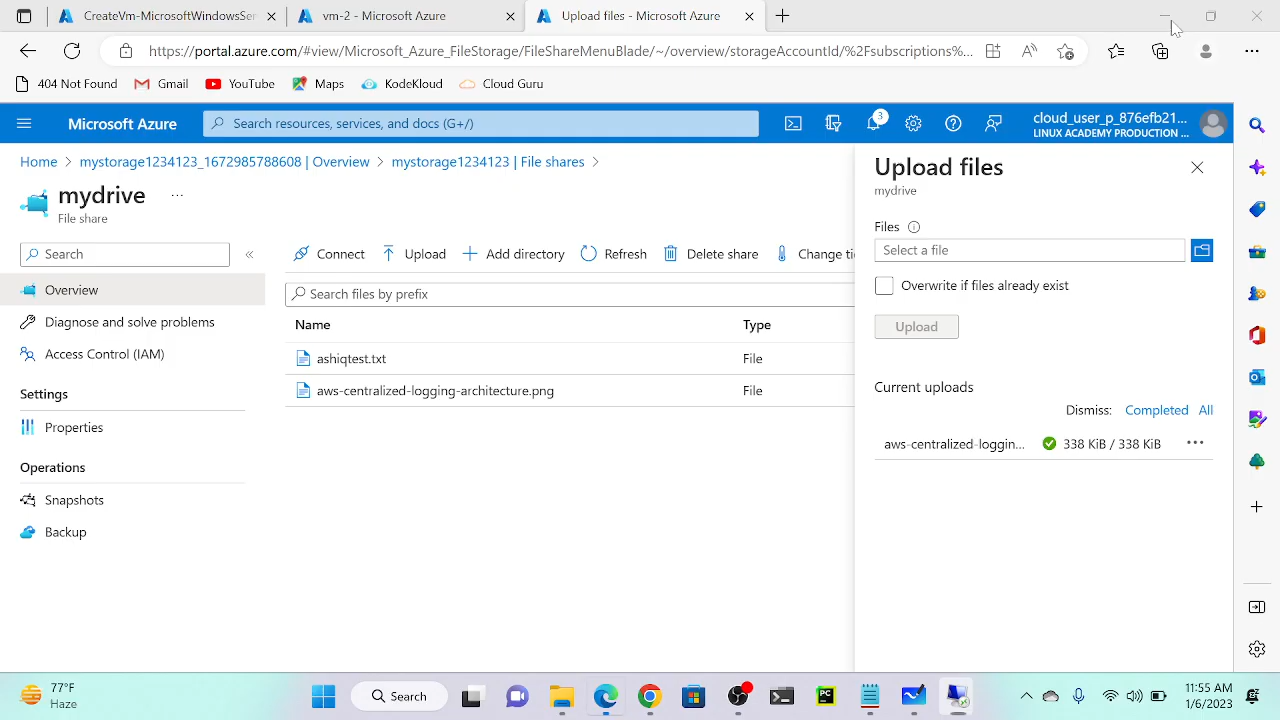 CreateVm-MicrosoftWindowsSer
vm-2 - Microsoft Azure
Upload files - Microsoft Azure
https://portal.azure.com/#view/Microsoft_Azure_FileStorage/FileShareMenuBlade/~/overview/storageAccountId/%2Fsubscriptions%...
404 Not Found
Gmail
YouTube
Maps
KodeKloud
Cloud Guru
Microsoft Azure
Search resources, services, and docs (G+/)
3
cloud_user_p_876efb21...
LINUX ACADEMY PRODUCTION ...
Home > mystorage1234123_1672985788608 | Overview > mystorage1234123 | File shares >
mydrive ...
File share
Search
«
Overview
Diagnose and solve problems
Access Control (IAM)
Settings
Properties
Operations
Snapshots
Backup
Connect
Upload
Add directory
Refresh
Delete share
Change tie
Search files by prefix
Name
Type
ashiqtest.txt
File
aws-centralized-logging-architecture.png
File
Upload files
mydrive
Files
Select a file
Overwrite if files already exist
Upload
Current uploads
Dismiss: Completed All
aws-centralized-loggin...
338 KiB / 338 KiB
77°F
Haze
Search
PC
11:55 AM
1/6/2023